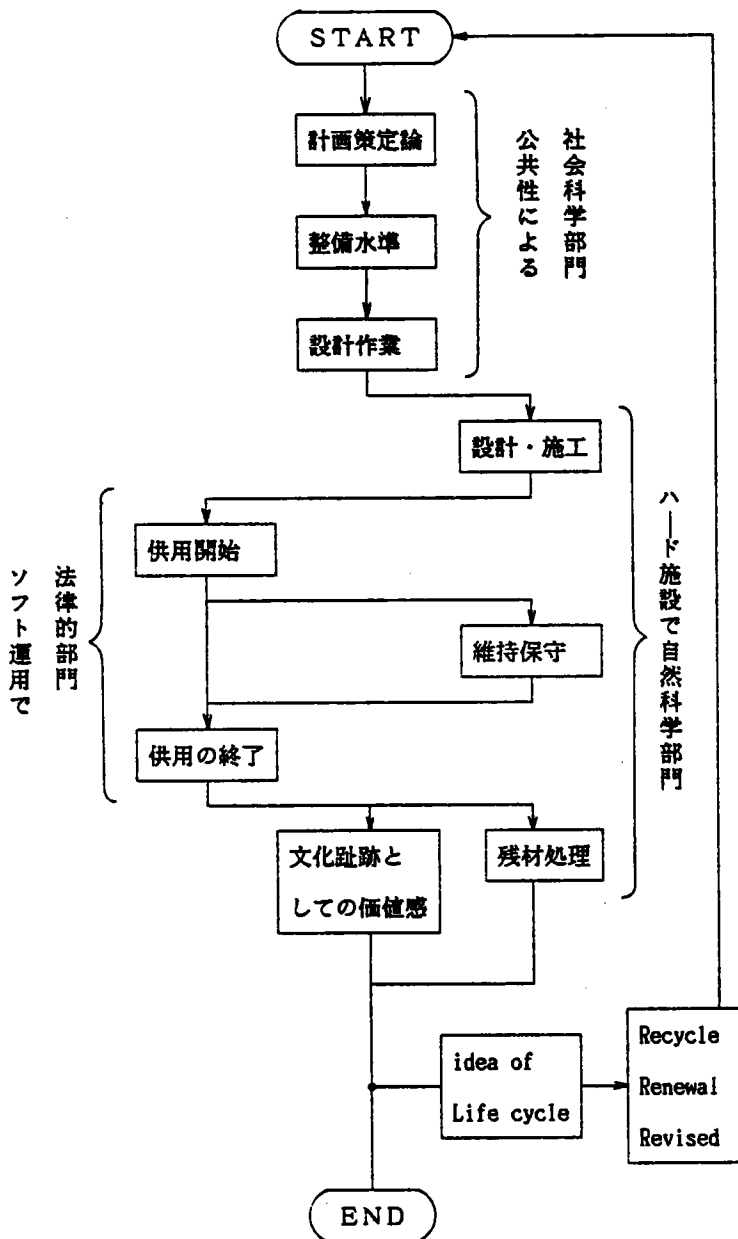 START
計画策定論
整備水準
設計作業
社会科学部門
公共性による
設計・施工
供用開始
維持保守
供用の終了
法律的部門
ソフト運用で
ハード施設で自然科学部門
文化趾跡と
しての価値感
残材処理
idea of
Life cycle
Recycle
Renewal
Revised
END